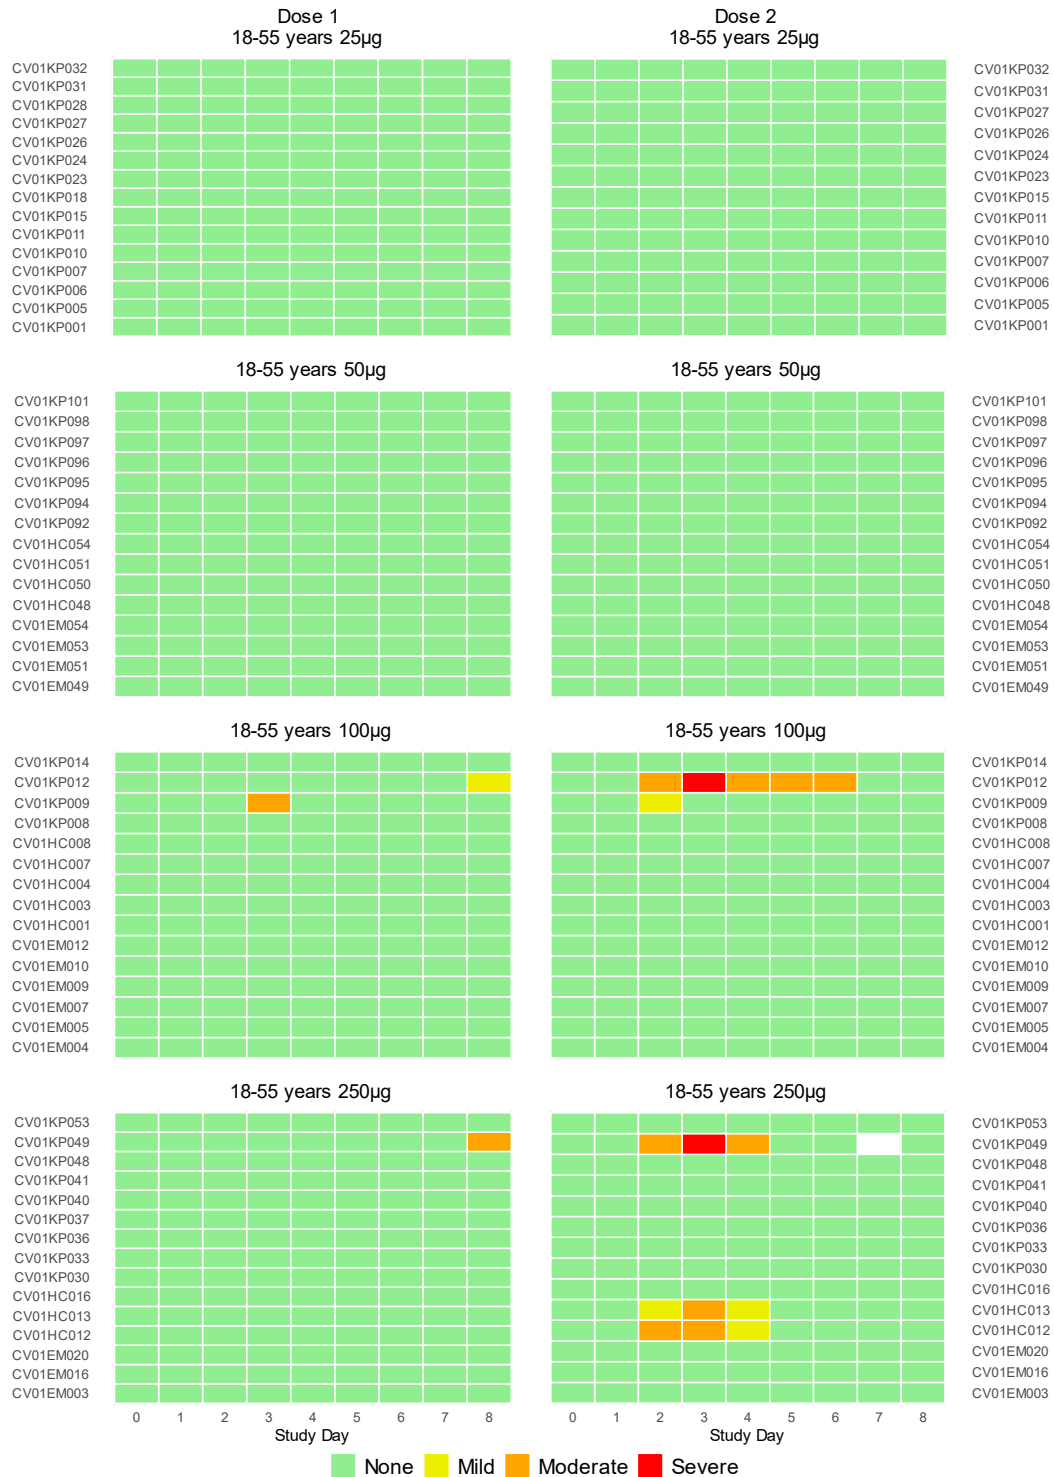 Dose 1
18-55 years 25µg
Dose 2
18-55 years 25µg
CV01KP032
CV01KP031
CV01KP028
CV01KP027
CV01KP026
CV01KP024
CV01KP023
CV01KP018
CV01KP015
CV01KP011
CV01KP010
CV01KP007
CV01KP006
CV01KP005
CV01KP001
CV01KP032
CV01KP031
CV01KP027
CV01KP026
CV01KP024
CV01KP023
CV01KP015
CV01KP011
CV01KP010
CV01KP007
CV01KP006
CV01KP005
CV01KP001
18-55 years 50µg
18-55 years 50µg
CV01KP101
CV01KP098
CV01KP097
CV01KP096
CV01KP095
CV01KP094
CV01KP092
CV01HC054
CV01HC051
CV01HC050
CV01HC048
CV01EM054
CV01EM053
CV01EM051
CV01EM049
CV01KP101
CV01KP098
CV01KP097
CV01KP096
CV01KP095
CV01KP094
CV01KP092
CV01HC054
CV01HC051
CV01HC050
CV01HC048
CV01EM054
CV01EM053
CV01EM051
CV01EM049
18-55 years 100µg
18-55 years 100µg
CV01KP014
CV01KP012
CV01KP009
CV01KP008
CV01HC008
CV01HC007
CV01HC004
CV01HC003
CV01HC001
CV01EM012
CV01EM010
CV01EM009
CV01EM007
CV01EM005
CV01EM004
CV01KP014
CV01KP012
CV01KP009
CV01KP008
CV01HC008
CV01HC007
CV01HC004
CV01HC003
CV01HC001
CV01EM012
CV01EM010
CV01EM009
CV01EM007
CV01EM005
CV01EM004
18-55 years 250µg
18-55 years 250µg
CV01KP053
CV01KP049
CV01KP048
CV01KP041
CV01KP040
CV01KP037
CV01KP036
CV01KP033
CV01KP030
CV01HC016
CV01HC013
CV01HC012
CV01EM020
CV01EM016
CV01EM003
CV01KP053
CV01KP049
CV01KP048
CV01KP041
CV01KP040
CV01KP036
CV01KP033
CV01KP030
CV01HC016
CV01HC013
CV01HC012
CV01EM020
CV01EM016
CV01EM003
0 1 2 3 4 5 6 7 8
Study Day
0 1 2 3 4 5 6 7 8
Study Day
None Mild Moderate Severe